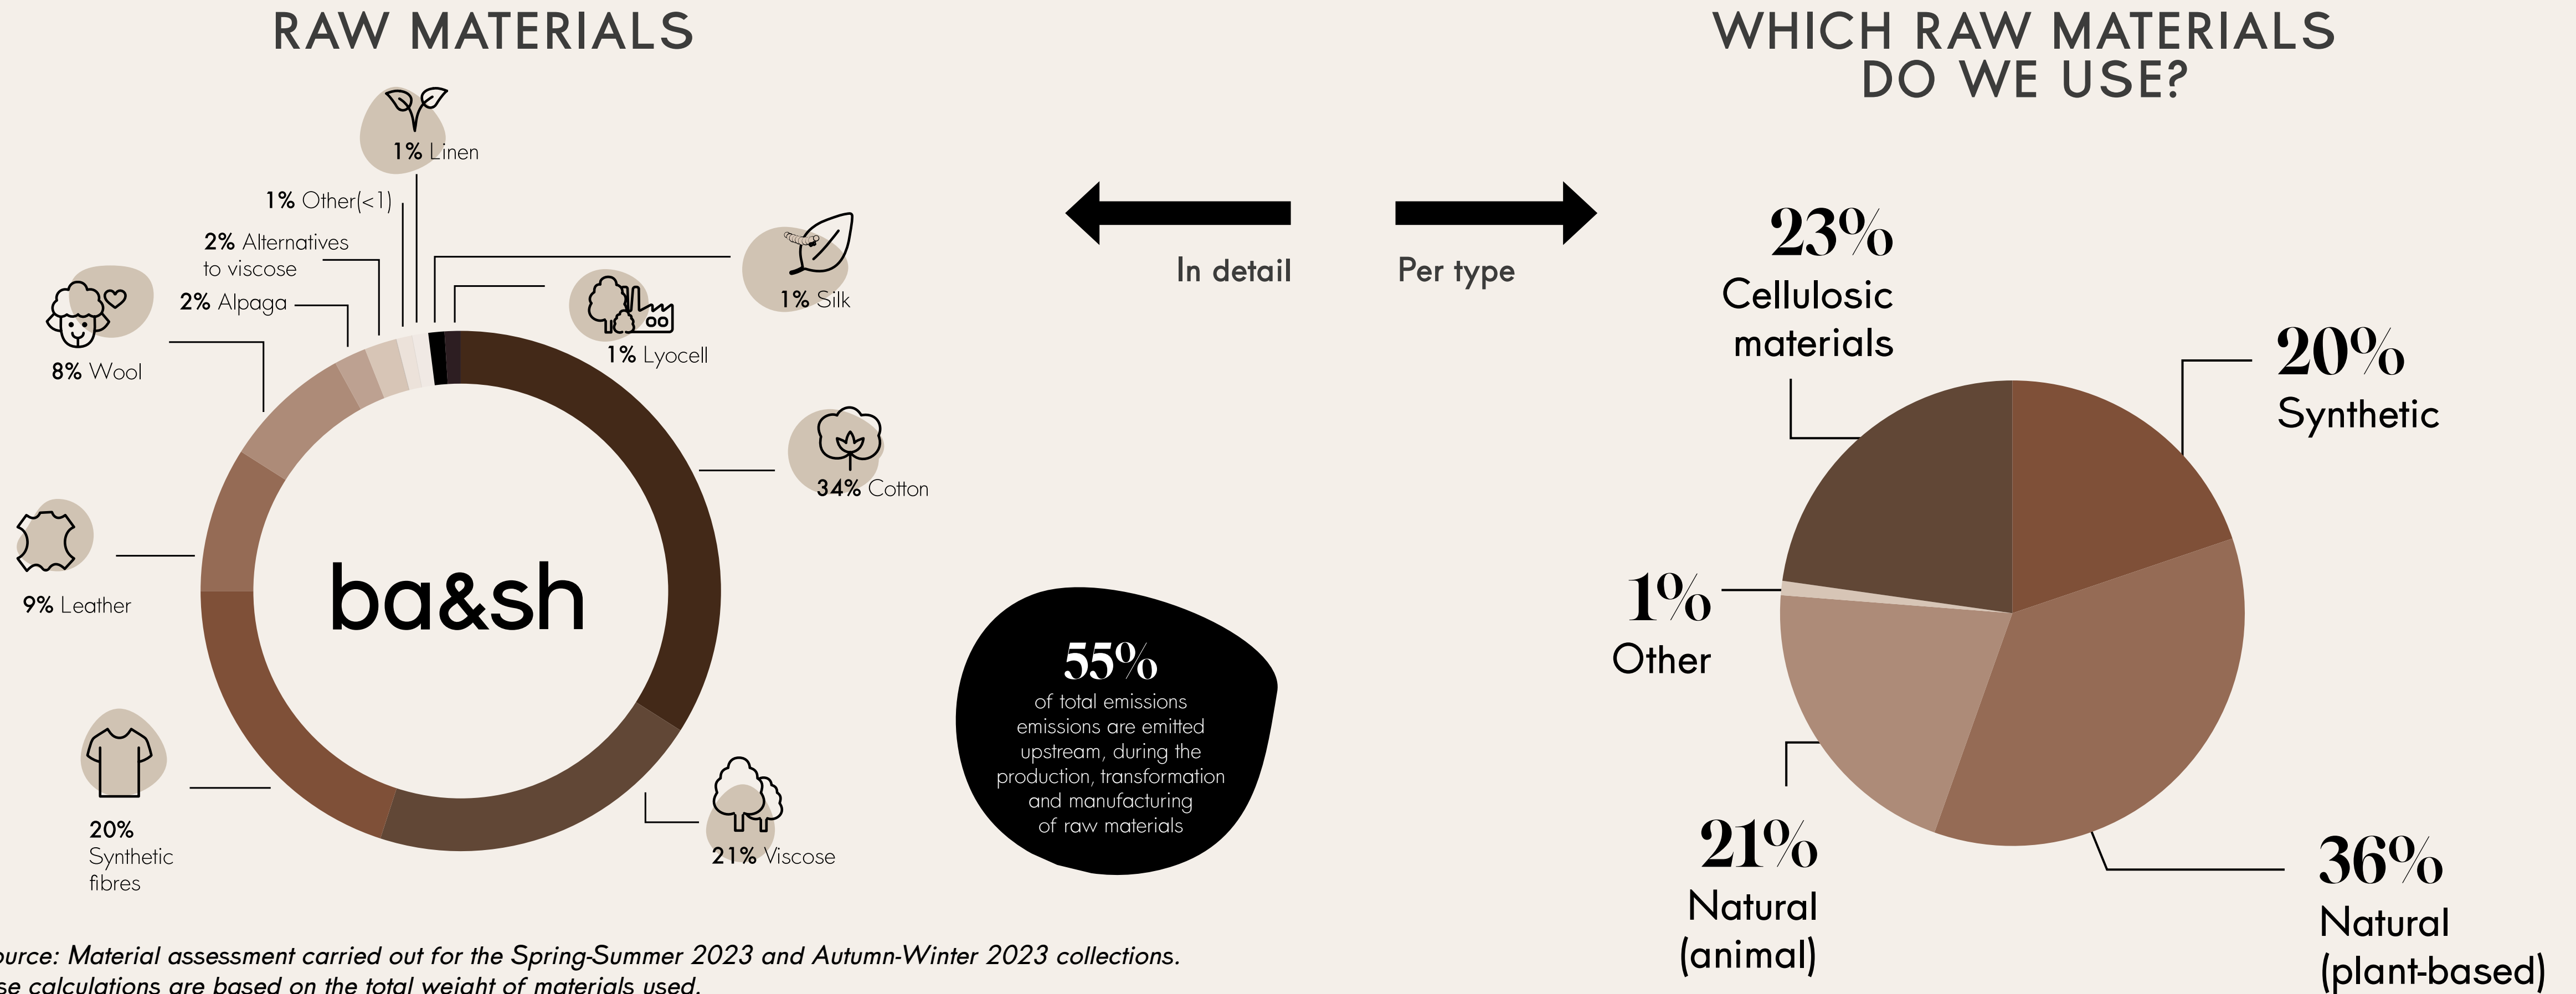 RAW MATERIALS
1% Linen
1% Other(<1)
2% Alternatives
to viscose
2% Alpaga
8% Wool
9% Leather
20%
Synthetic
fibres
1% Silk
1% Lyocell
34% Cotton
21% Viscose
ba&sh
In detail
Per type
55%
of total emissions
emissions are emitted
upstream, during the
production, transformation
and manufacturing
of raw materials
WHICH RAW MATERIALS
DO WE USE?
23%
Cellulosic
materials
20%
Synthetic
1%
Other
21%
Natural
(animal)
36%
Natural
(plant-based)
ource: Material assessment carried out for the Spring-Summer 2023 and Autumn-Winter 2023 collections.
se calculations are based on the total weight of materials used.